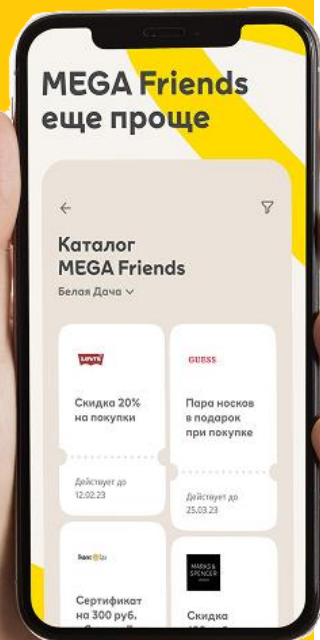 MEGA Friends
еще проще
Каталог
MEGA Friends
Белая Дача
LEVI'S
GUESS
Скидка 20%
на покупки
Пара носков
в подарок
при покупке
Действует до
12.02.23
Действует до
25.03.23
MARKS &
SPENCER
Сертификат
на 300 руб.
Скидка